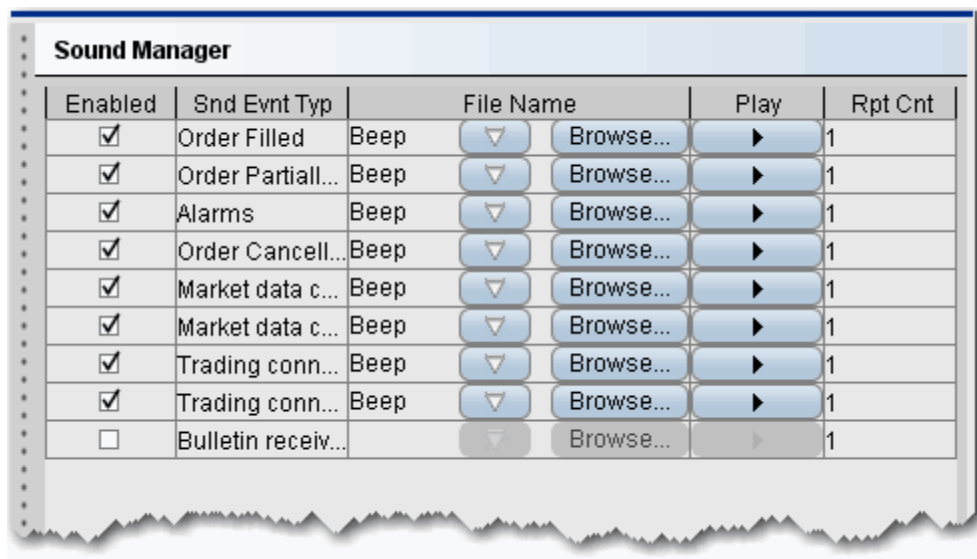 Sound Manager
Enabled Snd Evnt Typ File Name Play Rpt Cnt
Order Filled Beep Browse... 1
Order Partiall... Beep Browse... 1
Alarms Beep Browse... 1
Order Cancell... Beep Browse... 1
Market data c... Beep Browse... 1
Market data c... Beep Browse... 1
Trading conn... Beep Browse... 1
Trading conn... Beep Browse... 1
Bulletin receiv... Browse... 1